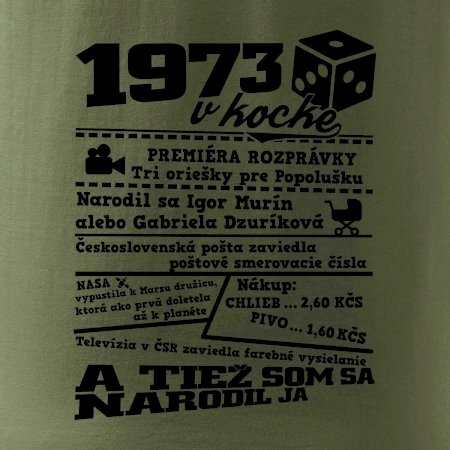 1973
v kocke
PREMIÉRA ROZPRÁVKY
Tri oriešky pre Popolušku
Narodil sa Igor Murín
alebo Gabriela Dzuríková
Československá pošta zaviedla
poštové smerovacie čísla
NASA
vypustila k Marsu družicu,
ktorá ako prvá doletela
až k planéte
Nákup:
CHLIEB ... 2,60 KČS
PIVO ... 1,60 KČS
Televízia v ČSR zaviedla farebné vysielanie
A TIEŽ SOM SA
NARODIL JA